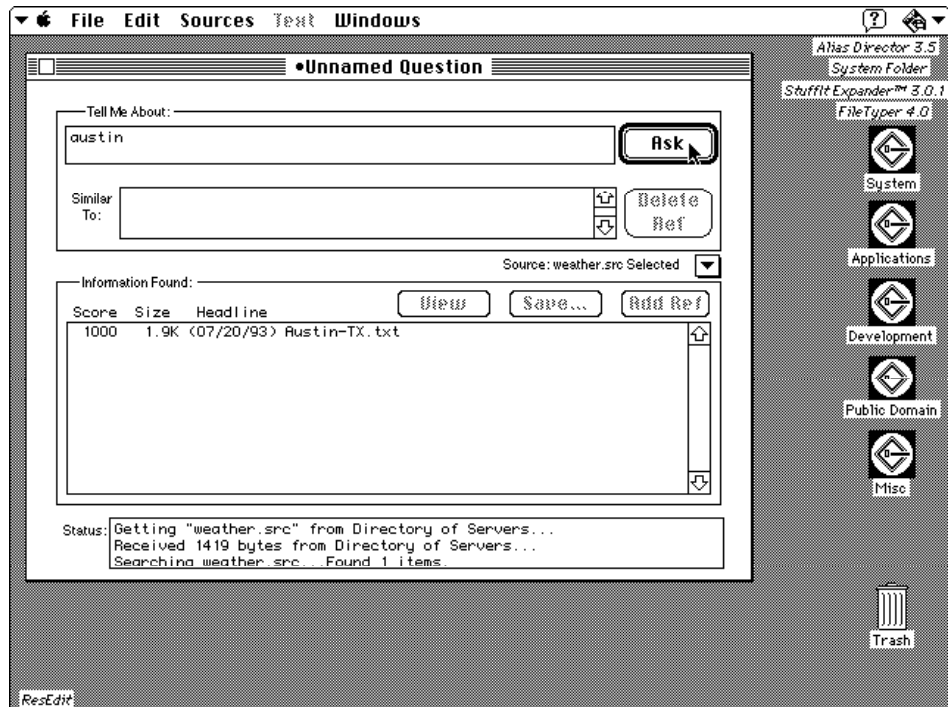 File Edit Sources Text Windows
•Unnamed Question
Tell Me About:
austin
Ask
Similar
To:
Delete
Ref
Source: weather.src Selected
Information Found:
View Save... Add Ref
Score Size Headline
1000 1.9K (07/20/93) Austin-TX.txt
Status:
Getting "weather.src" from Directory of Servers...
Received 1419 bytes from Directory of Servers...
Searching weather.src...Found 1 items.
Alias Director 3.5
System Folder
StuffIt Expander™ 3.0.1
FileTyper 4.0
System
Applications
Development
Public Domain
Misc
Trash
ResEdit